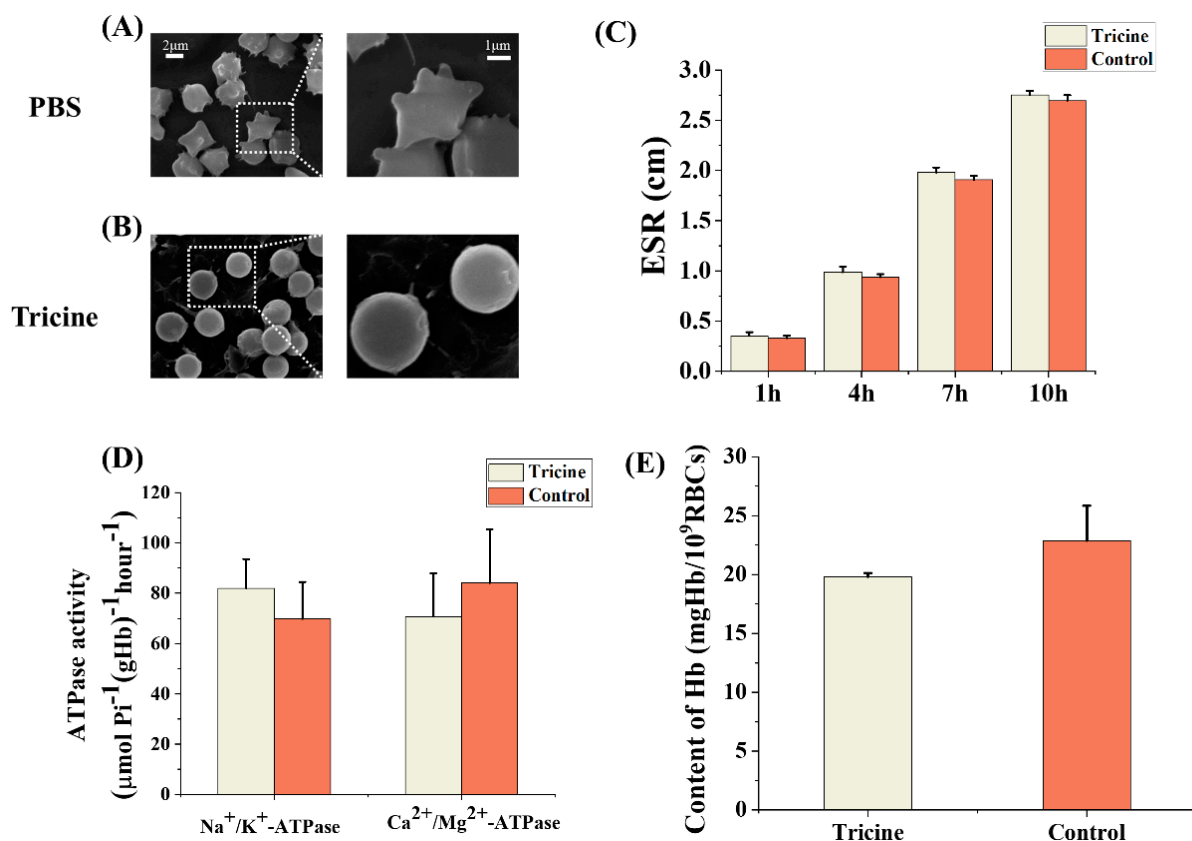 (A)
2μm
1μm
PBS
(B)
Tricine
(C)
Tricine
Control
ESR (cm)
3.0
2.5
2.0
1.5
1.0
0.5
0.0
1h 4h 7h 10h
(D)
Tricine
Control
ATPase activity
(μmol Pi⁻¹(gHb)⁻¹hour⁻¹)
120
100
80
60
40
20
0
Na⁺/K⁺-ATPase Ca²⁺/Mg²⁺-ATPase
(E)
Content of Hb (mgHb/10⁹RBCs)
30
25
20
15
10
5
0
Tricine Control